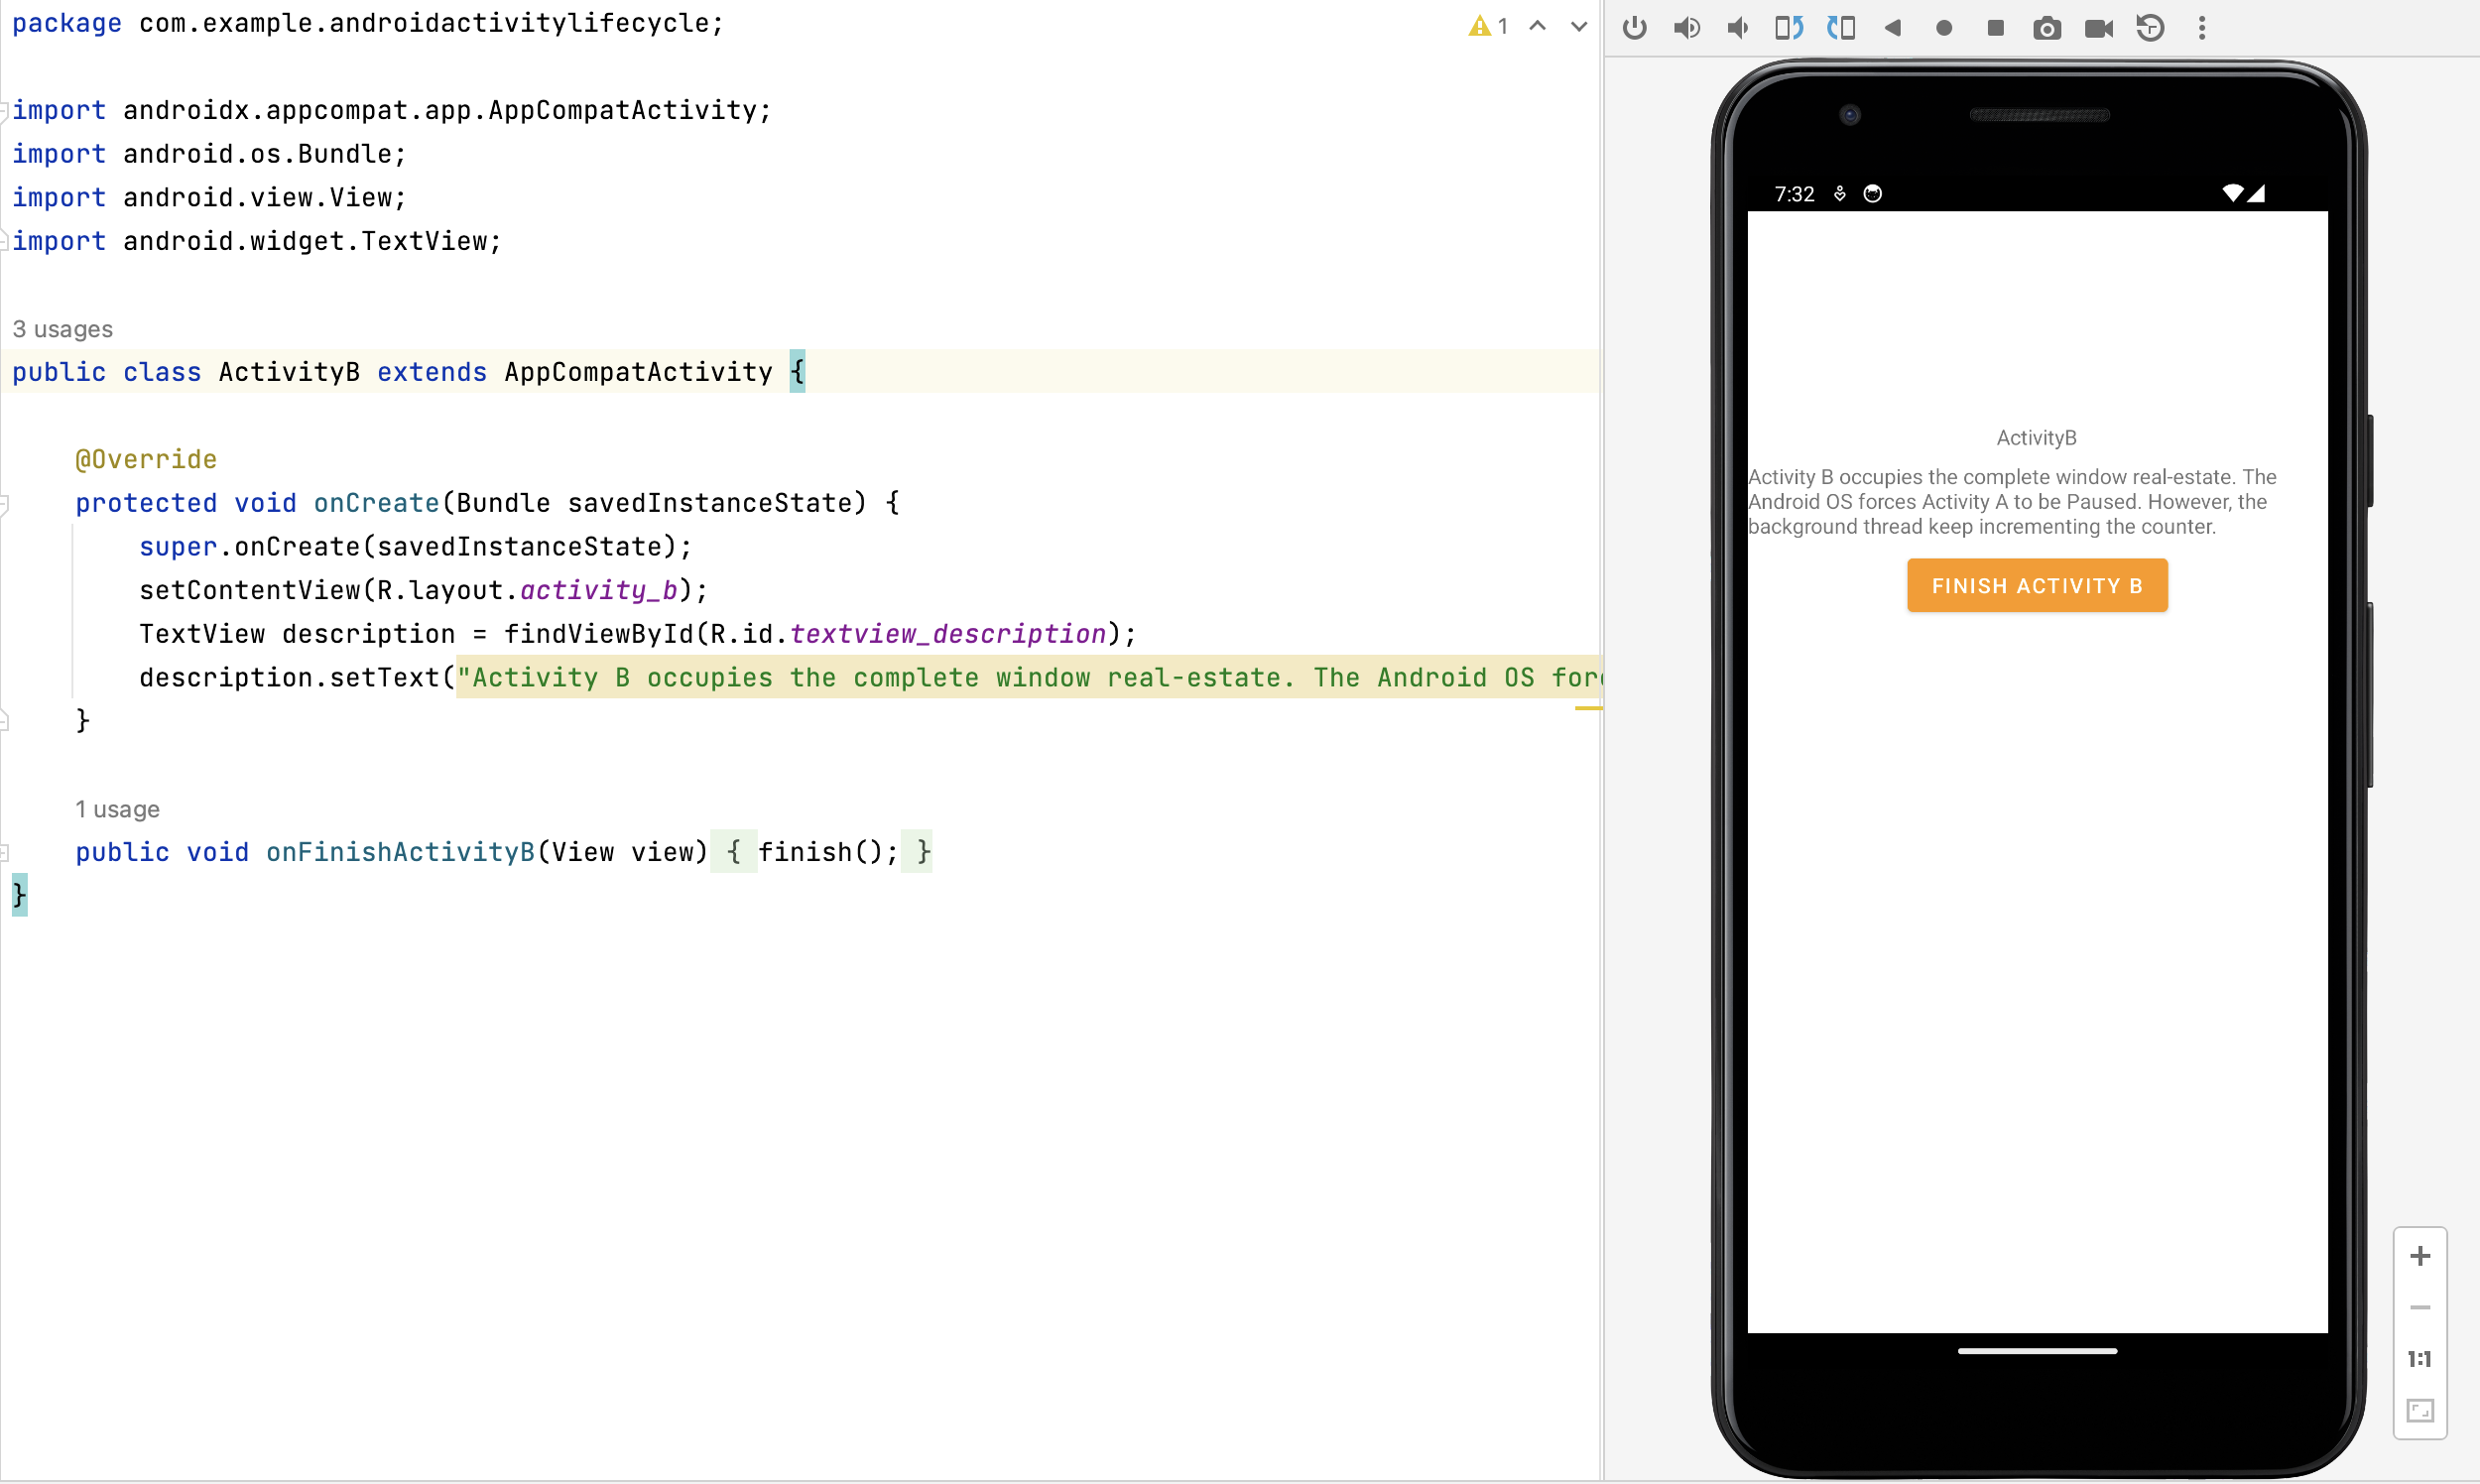 package com.example.androidactivitylifecycle;
1
import androidx.appcompat.app.AppCompatActivity;
import android.os.Bundle;
import android.view.View;
import android.widget.TextView;
3 usages
public class ActivityB extends AppCompatActivity {
@Override
protected void onCreate(Bundle savedInstanceState) {
super.onCreate(savedInstanceState);
setContentView(R.layout.activity_b);
TextView description = findViewById(R.id.textview_description);
description.setText("Activity B occupies the complete window real-estate. The Android OS
}
1 usage
public void onFinishActivityB(View view) { finish(); }
}
7:32
ActivityB
Activity B occupies the complete window real-estate. The
Android OS forces Activity A to be Paused. However, the
background thread keep incrementing the counter.
FINISH ACTIVITY B
1:1